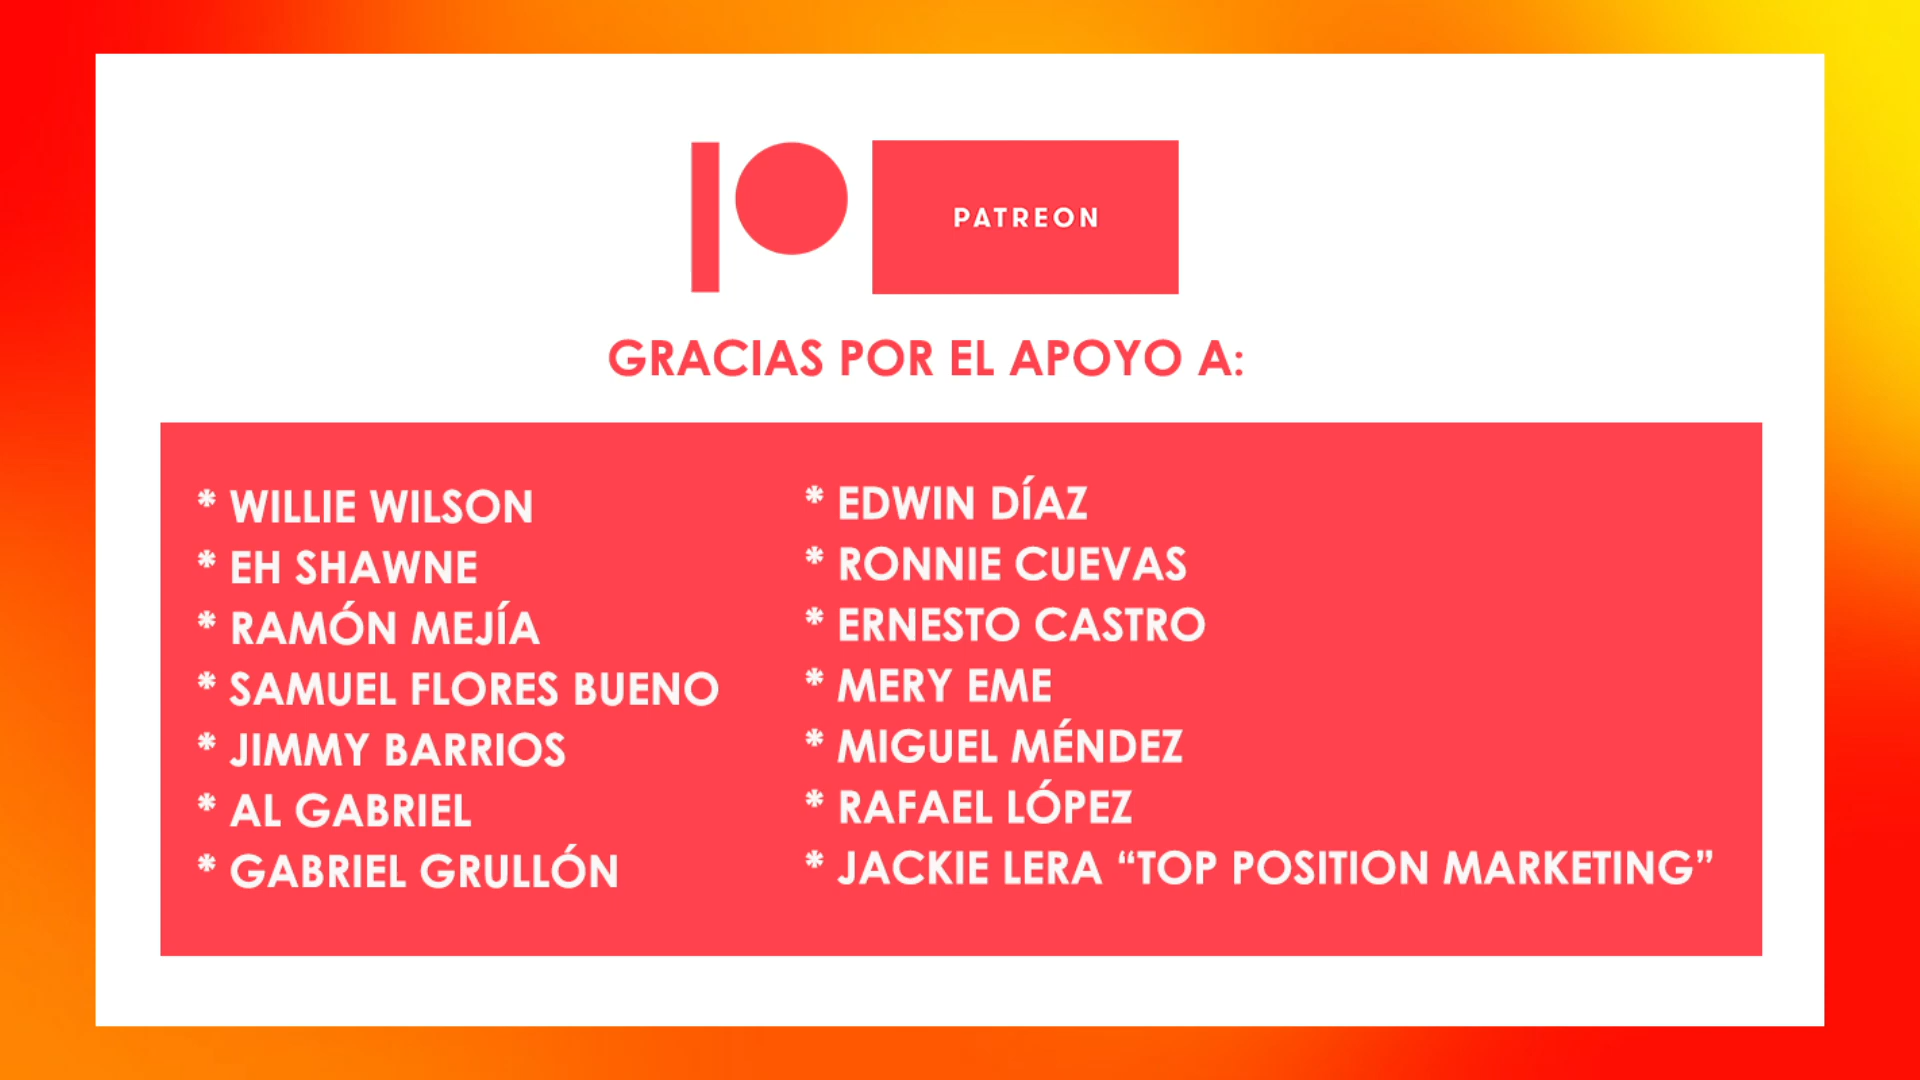 PATREON
GRACIAS POR EL APOYO A:
* WILLIE WILSON
* EH SHAWNE
* RAMÓN MEJÍA
* SAMUEL FLORES BUENO
* JIMMY BARRIOS
* AL GABRIEL
* GABRIEL GRULLÓN
* EDWIN DÍAZ
* RONNIE CUEVAS
* ERNESTO CASTRO
* MERY EME
* MIGUEL MÉNDEZ
* RAFAEL LÓPEZ
* JACKIE LERA “TOP POSITION MARKETING”